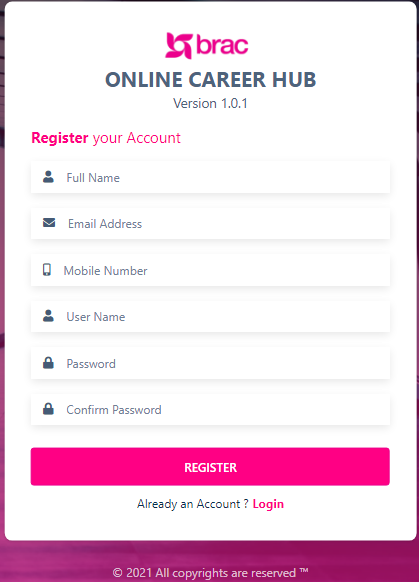 brac
ONLINE CAREER HUB
Version 1.0.1
Register your Account
Full Name
Email Address
Mobile Number
User Name
Password
Confirm Password
REGISTER
Already an Account ? Login
© 2021 All copyrights are reserved ™